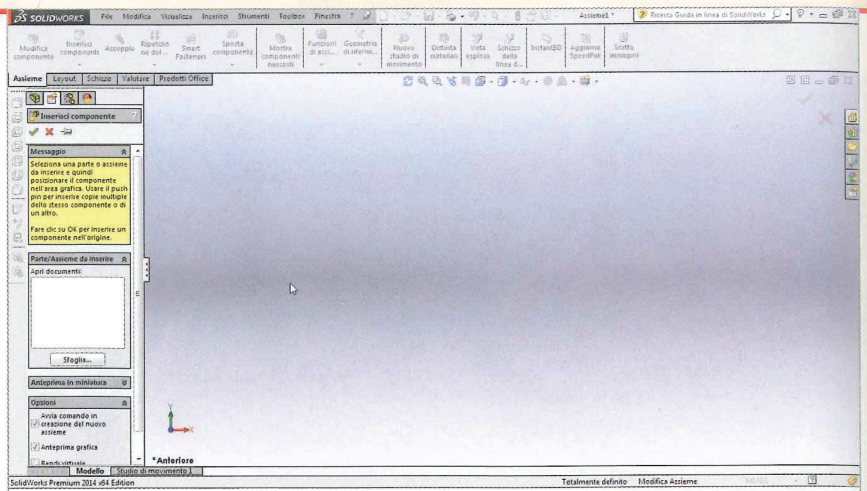 SOLIDWORKS File Modifica Visualizza Inserisci Strumenti Toolbox Finestra ? Assieme1 * Ricerca Guida in linea di SolidWorks
Modifica componente
Inserisci componenti
Accoppia
Ripetizio ne del ...
Smart Fasteners
Sposta componente
Mostra componenti nascosti
Funzioni di assi...
Geometria di riferime...
Nuovo studio di movimento
Distinta materiali
Vista esplosa
Schizzo della linea d...
Instant3D
Aggiorna SpeedPak
Scatta immagini
Assieme Layout Schizzo Valutare Prodotti Office
Inserisci componente ?
Messaggio
Seleziona una parte o assieme
da inserire e quindi
posizionare il componente
nell'area grafica. Usare il push
pin per inserire copie multiple
dello stesso componente o di
un altro.
Fare clic su OK per inserire un
componente nell'origine.
Parte/Assieme da inserire
Apri documenti:
Sfoglia...
Anteprima in miniatura
Opzioni
Avvia comando in
creazione del nuovo
assieme
Anteprima grafica
Rendi virtuale
Y
X
*Anteriore
Modello Studio di movimento 1
SolidWorks Premium 2014 x64 Edition Totalmente definito Modifica Assieme